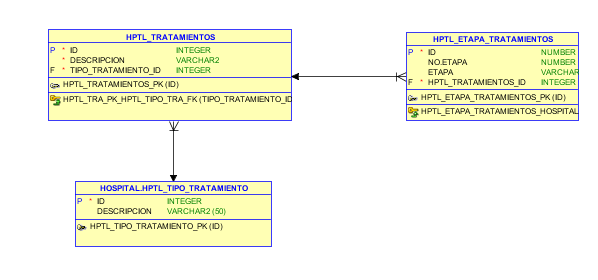 HPTL_TRATAMIENTOS
P * ID INTEGER
* DESCRIPCION VARCHAR2
F * TIPO_TRATAMIENTO_ID INTEGER
HPTL_TRATAMIENTOS_PK (ID)
HPTL_TRA_PK_HPTL_TIPO_TRA_FK (TIPO_TRATAMIENTO_ID
HPTL_ETAPA_TRATAMIENTOS
P * ID NUMBER
NO.ETAPA NUMBER
ETAPA VARCHAR
F * HPTL_TRATAMIENTOS_ID INTEGER
HPTL_ETAPA_TRATAMIENTOS_PK (ID)
HPTL_ETAPA_TRATAMIENTOS_HOSPITAL
HOSPITAL.HPTL_TIPO_TRATAMIENTO
P * ID INTEGER
DESCRIPCION VARCHAR2 (50)
HPTL_TIPO_TRATAMIENTO_PK (ID)